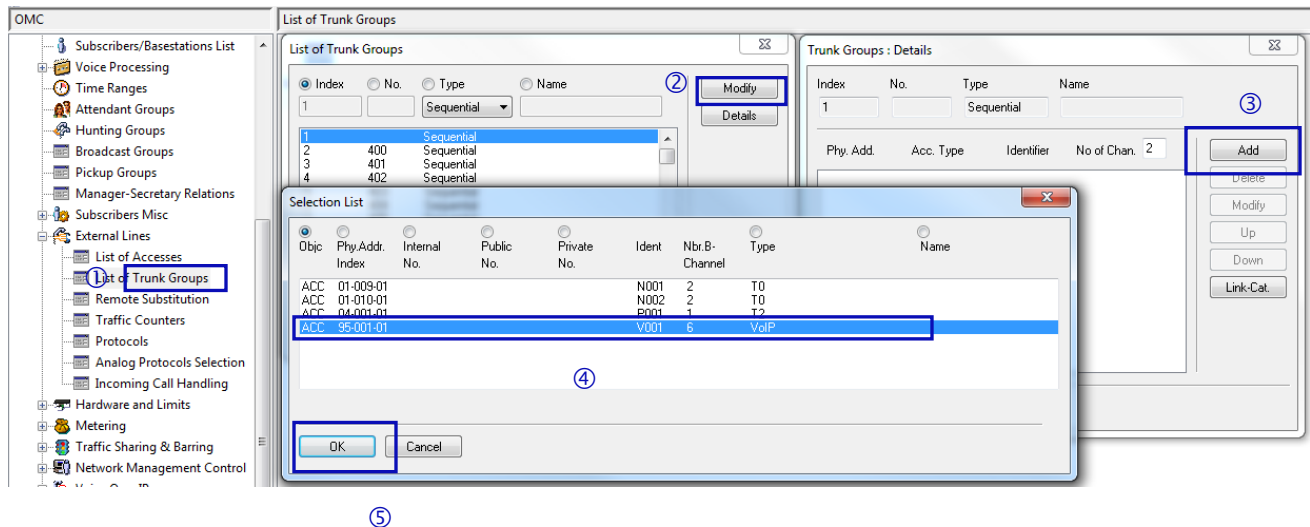 OMC
List of Trunk Groups
Subscribers/Basestations List
Voice Processing
Time Ranges
Attendant Groups
Hunting Groups
Broadcast Groups
Pickup Groups
Manager-Secretary Relations
Subscribers Misc
External Lines
List of Accesses
① List of Trunk Groups
Remote Substitution
Traffic Counters
Protocols
Analog Protocols Selection
Incoming Call Handling
Hardware and Limits
Metering
Traffic Sharing & Barring
Network Management Control
List of Trunk Groups
Index No. Type Name
1 Sequential
② Modify
Details
1 Sequential
2 400 Sequential
3 401 Sequential
4 402 Sequential
Trunk Groups : Details
Index No. Type Name
1 Sequential
③
Phy. Add. Acc. Type Identifier No of Chan. 2
Add
Delete
Modify
Up
Down
Link-Cat.
Selection List
Objc Phy.Addr. Internal Public Private Ident Nbr.B- Type Name
Index No. No. No. Channel
ACC 01-009-01 N001 2 T0
ACC 01-010-01 N002 2 T0
ACC 04-001-01 P001 1 T2
ACC 95-001-01 V001 6 VoIP
④
OK Cancel
⑤